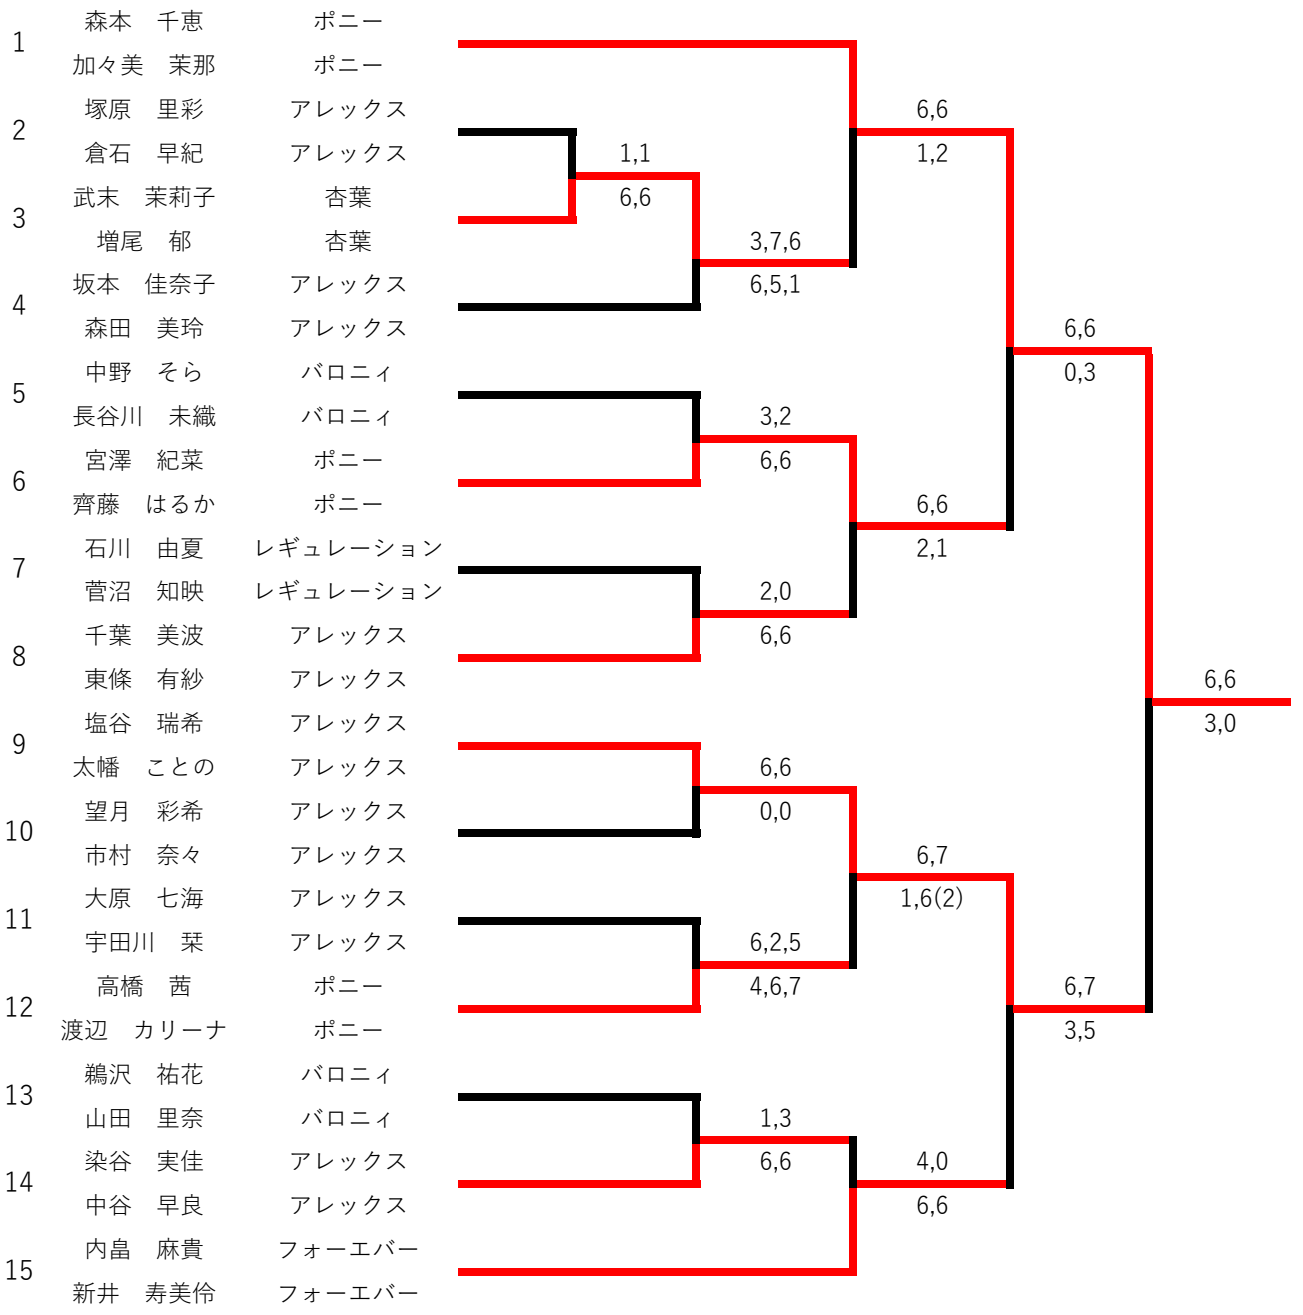 森本　千恵　ポニー
1
加々美　茉那　ポニー
塚原　里彩　アレックス　6,6
2
倉石　早紀　アレックス　1,1　1,2
武末　茉莉子　杏葉　6,6
3
増尾　郁　杏葉　3,7,6
坂本　佳奈子　アレックス　6,5,1
4
森田　美玲　アレックス　6,6
中野　そら　バロニィ　0,3
5
長谷川　未織　バロニィ　3,2
宮澤　紀菜　ポニー　6,6
6
齊藤　はるか　ポニー　6,6
石川　由夏　レギュレーション　2,1
7
菅沼　知映　レギュレーション　2,0
千葉　美波　アレックス　6,6
8
東條　有紗　アレックス　6,6
塩谷　瑞希　アレックス　3,0
9
太幡　ことの　アレックス　6,6
望月　彩希　アレックス　0,0
10
市村　奈々　アレックス　6,7
大原　七海　アレックス　1,6(2)
11
宇田川　栞　アレックス　6,2,5
高橋　茜　ポニー　4,6,7　6,7
12
渡辺　カリーナ　ポニー　3,5
鵜沢　祐花　バロニィ
13
山田　里奈　バロニィ　1,3
染谷　実佳　アレックス　6,6　4,0
14
中谷　早良　アレックス　6,6
内畠　麻貴　フォーエバー
15
新井　寿美伶　フォーエバー